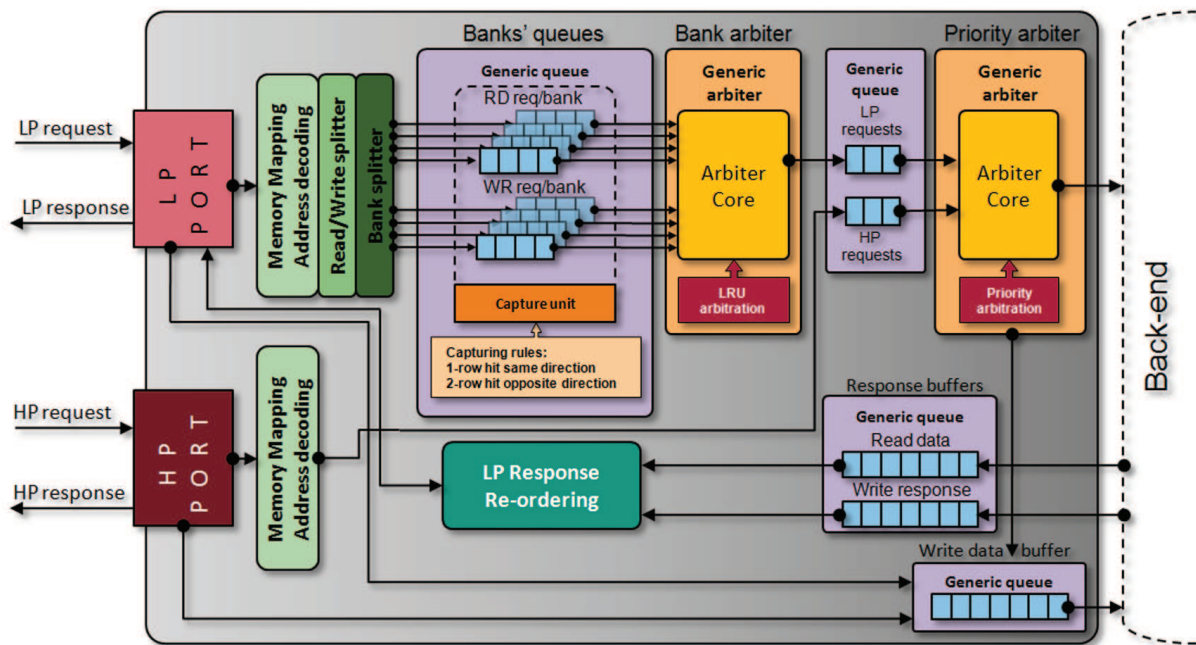 Banks' queues
Bank arbiter
Priority arbiter
Generic queue
Generic
arbiter
Generic
queue
Generic
arbiter
RD req/bank
LP
requests
LP request
LP response
LP
PORT
Memory Mapping
Address decoding
Read/Write splitter
Bank splitter
WR req/bank
Arbiter
Core
Arbiter
Core
HP
requests
LRU
arbitration
Priority
arbitration
Capture unit
Capturing rules:
1-row hit same direction
2-row hit opposite direction
Back-end
HP request
HP response
HP
PORT
Memory Mapping
Address decoding
LP Response
Re-ordering
Response buffers
Generic queue
Read data
Write response
Write data buffer
Generic queue